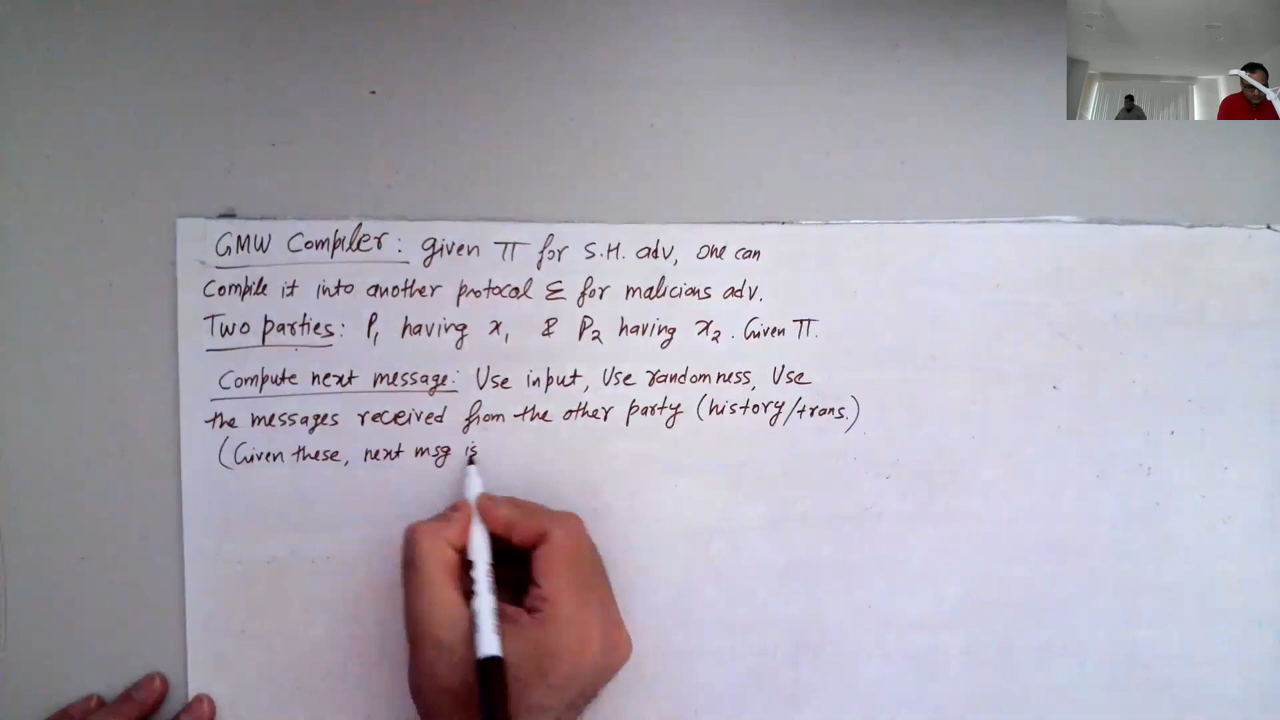 GMW Compiler: given Π for S.H. adv, one can
Compile it into another protocol Σ for malicious adv.
Two parties: P₁ having x₁ & P₂ having x₂. Given Π.
Compute next message: Use input, Use randomness, Use
the messages received from the other party (history/trans.)
(Given these, next msg is